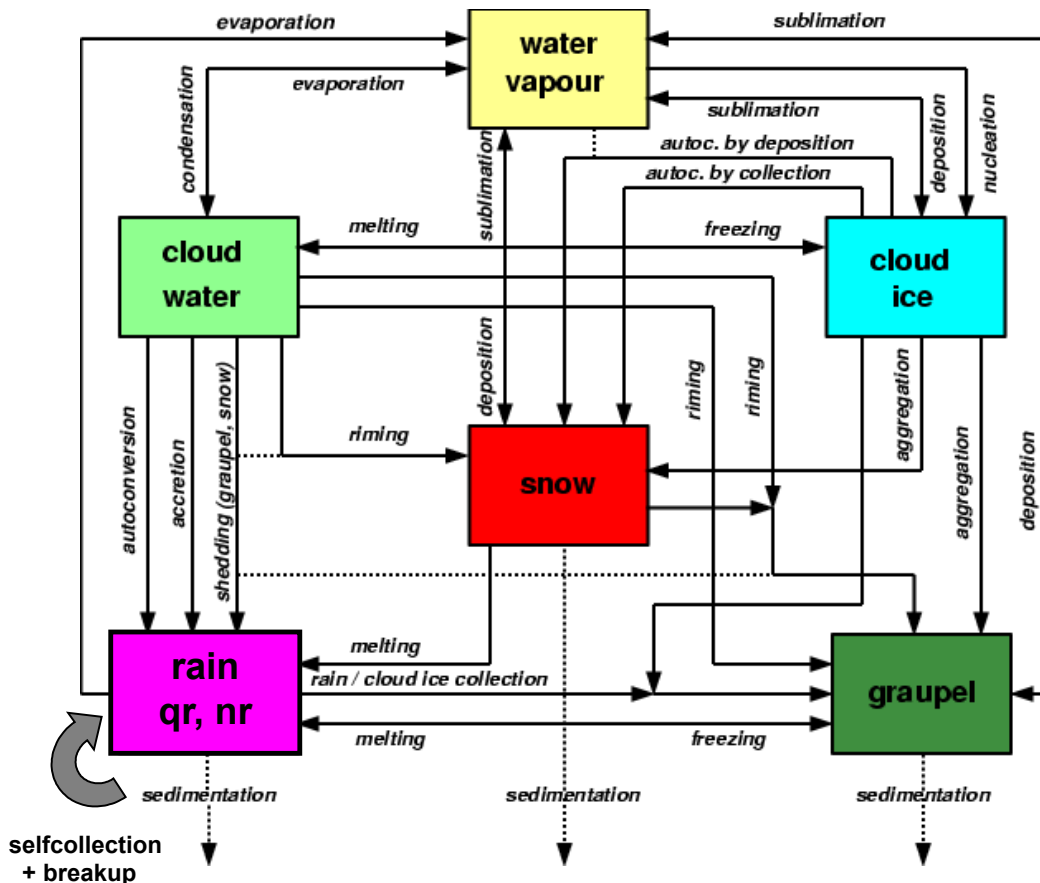 evaporation
sublimation
water
vapour
evaporation
sublimation
condensation
sublimation
autoc. by deposition
autoc. by collection
deposition
nucleation
cloud
water
melting
freezing
cloud
ice
deposition
riming
riming
aggregation
riming
snow
autoconversion
accretion
shedding (graupel, snow)
aggregation
deposition
rain
qr, nr
melting
rain / cloud ice collection
graupel
melting
freezing
sedimentation
sedimentation
sedimentation
selfcollection
+ breakup